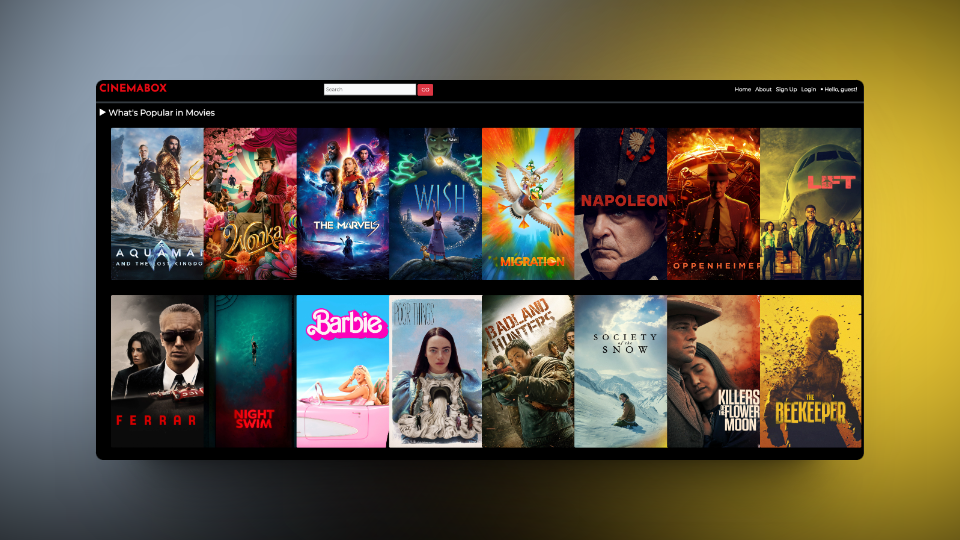 CINEMABOX
Search
GO
Home About Sign Up Login • Hello, guest!
What's Popular in Movies
AQUAMAN
AND THE LOST KINGDO
Wonka
THE MARVELS
WISH
MIGRATION
NAPOLEON
OPPENHEIMER
LIFT
FERRAR
NIGHT
SWIM
Barbie
POOR THINGS
BADLAND
HUNTERS
SOCIETY
of the
SNOW
KILLERS
OF THE FLOWER
MOON
THE
BEEKEEPER